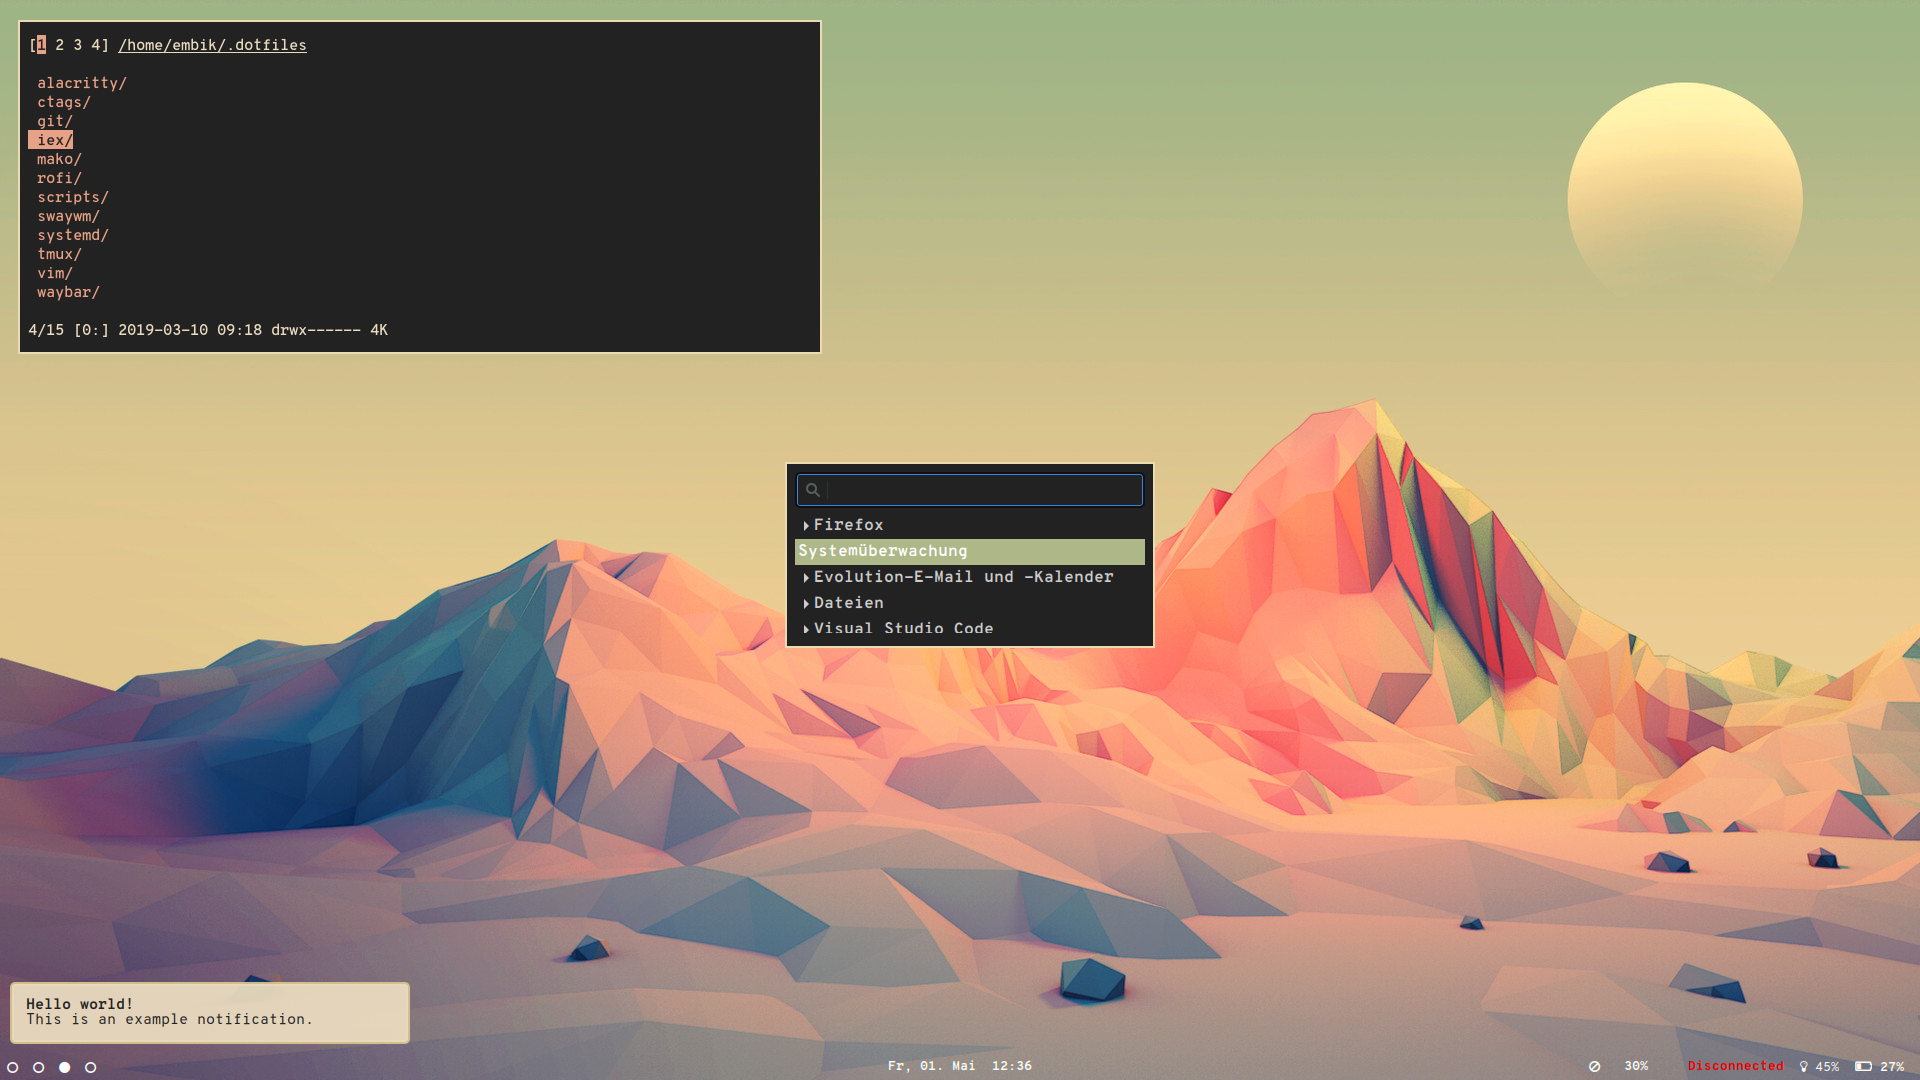 [1 2 3 4] /home/embik/.dotfiles
alacritty/
ctags/
git/
iex/
mako/
rofi/
scripts/
swaywm/
systemd/
tmux/
vim/
waybar/
4/15 [0:] 2019-03-10 09:18 drwx------ 4K
Firefox
Systemüberwachung
Evolution-E-Mail und -Kalender
Dateien
Visual Studio Code
Hello world!
This is an example notification.
Fr, 01. Mai 12:36
30% Disconnected 45% 27%